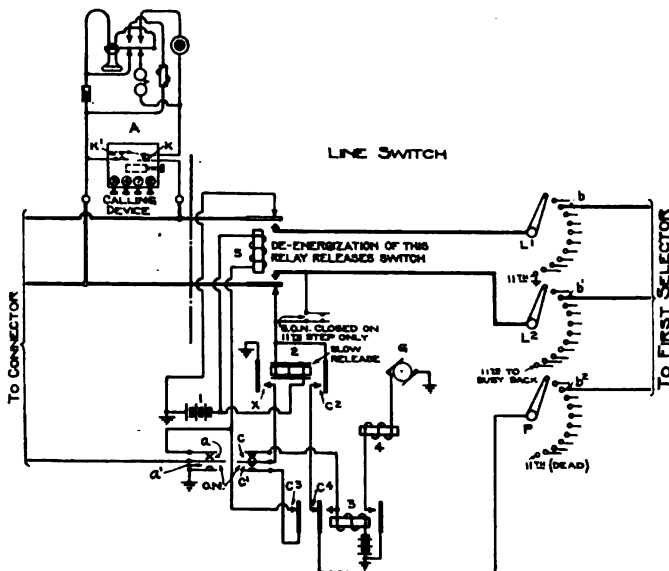 A
K'
K
CALLING
DEVICE
LINE SWITCH
S
DE-ENERGIZATION OF THIS
RELAY RELEASES SWITCH
S.O.N. CLOSED ON
11TH STEP ONLY
2
SLOW
RELEASE
X
C2
G
4
1
a
a'
O.N.
C
C'
C3
C4
3
L1
b
11TH
L2
b'
11TH TO
BUSY BACK
P
b2
11TH (DEAD)
TO CONNECTOR
TO FIRST SELECTOR